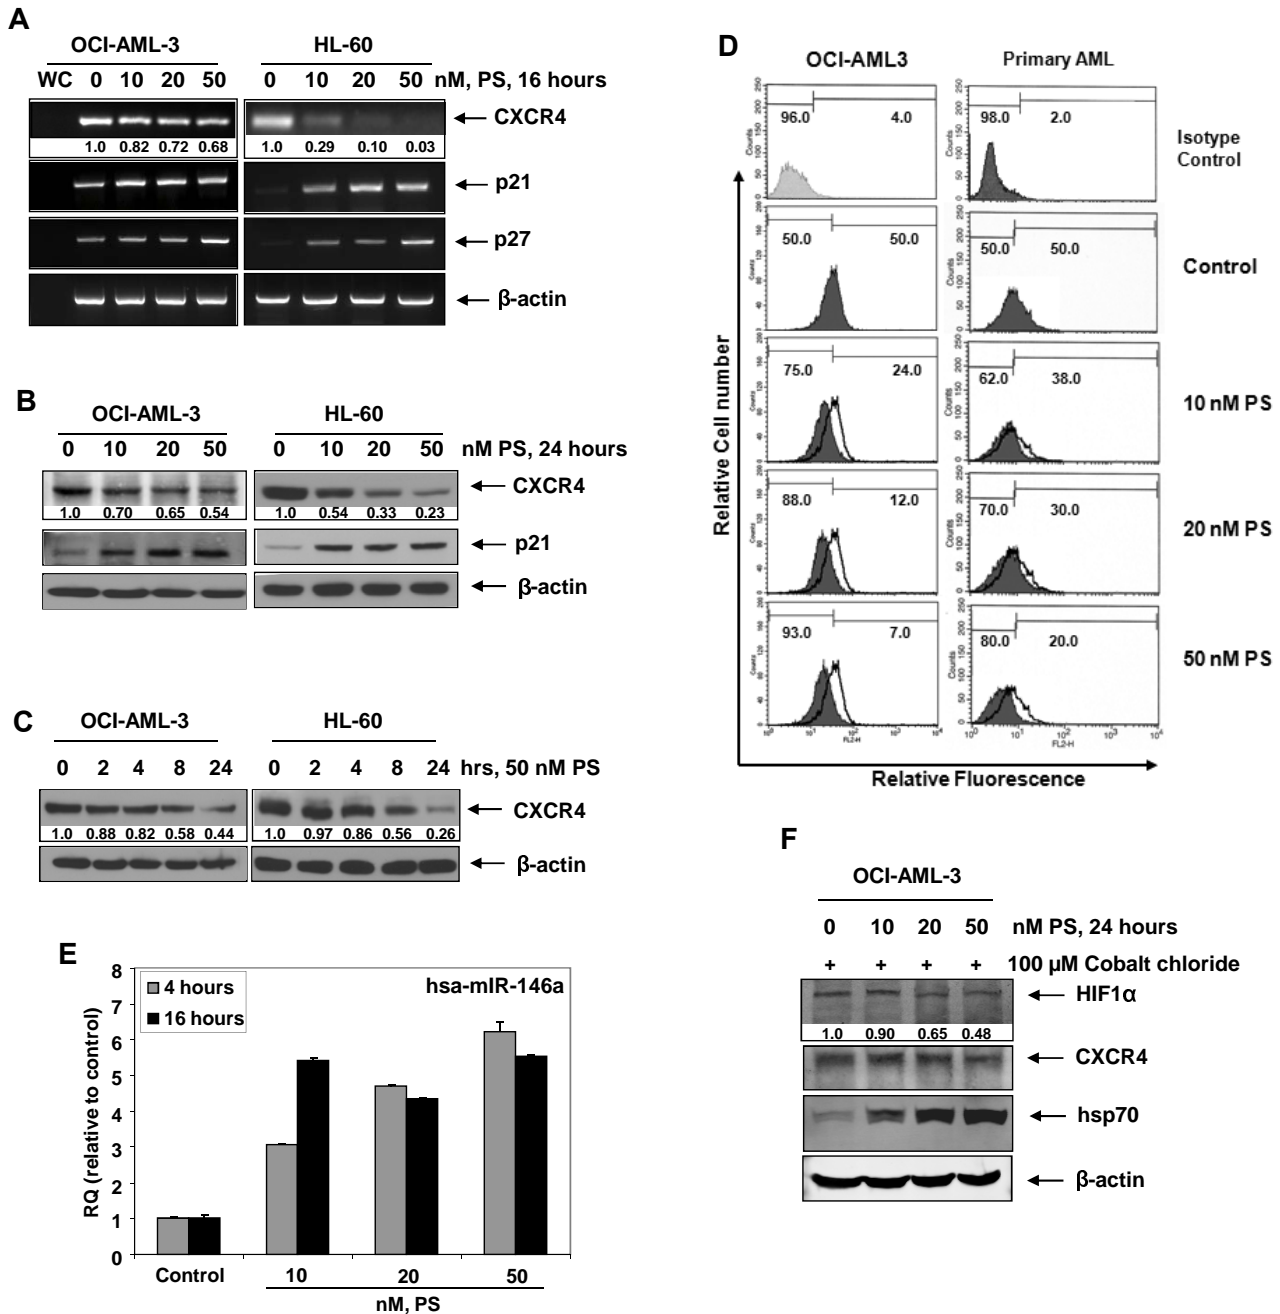 A
OCI-AML-3 HL-60
WC 0 10 20 50 0 10 20 50 nM, PS, 16 hours
CXCR4
1.0 0.82 0.72 0.68 1.0 0.29 0.10 0.03
p21
p27
β-actin
B
OCI-AML-3 HL-60
0 10 20 50 0 10 20 50 nM PS, 24 hours
CXCR4
1.0 0.70 0.65 0.54 1.0 0.54 0.33 0.23
p21
β-actin
C
OCI-AML-3 HL-60
0 2 4 8 24 0 2 4 8 24 hrs, 50 nM PS
CXCR4
1.0 0.88 0.82 0.58 0.44 1.0 0.97 0.86 0.56 0.26
β-actin
D
OCI-AML3 Primary AML
96.0 4.0 98.0 2.0
Isotype
Control
50.0 50.0 50.0 50.0
Control
75.0 24.0 62.0 38.0
10 nM PS
88.0 12.0 70.0 30.0
20 nM PS
93.0 7.0 80.0 20.0
50 nM PS
Counts
FL2-H FL2-H
Relative Cell number
Relative Fluorescence
E
hsa-mIR-146a
4 hours
16 hours
RQ (relative to control)
8
7
6
5
4
3
2
1
0
Control 10 20 50
nM, PS
F
OCI-AML-3
0 10 20 50 nM PS, 24 hours
+ + + + 100 µM Cobalt chloride
HIF1α
1.0 0.90 0.65 0.48
CXCR4
hsp70
β-actin